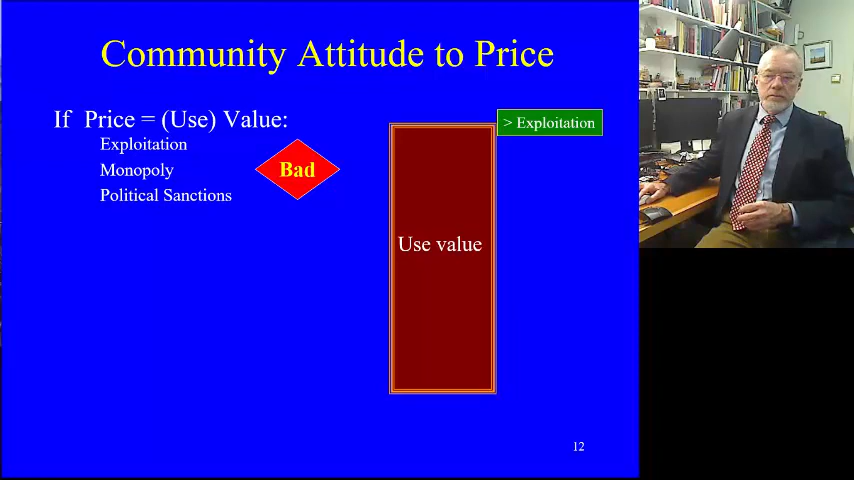 Community Attitude to Price
If Price = (Use) Value:
Exploitation
Monopoly
Political Sanctions
Bad
> Exploitation
Use value
12